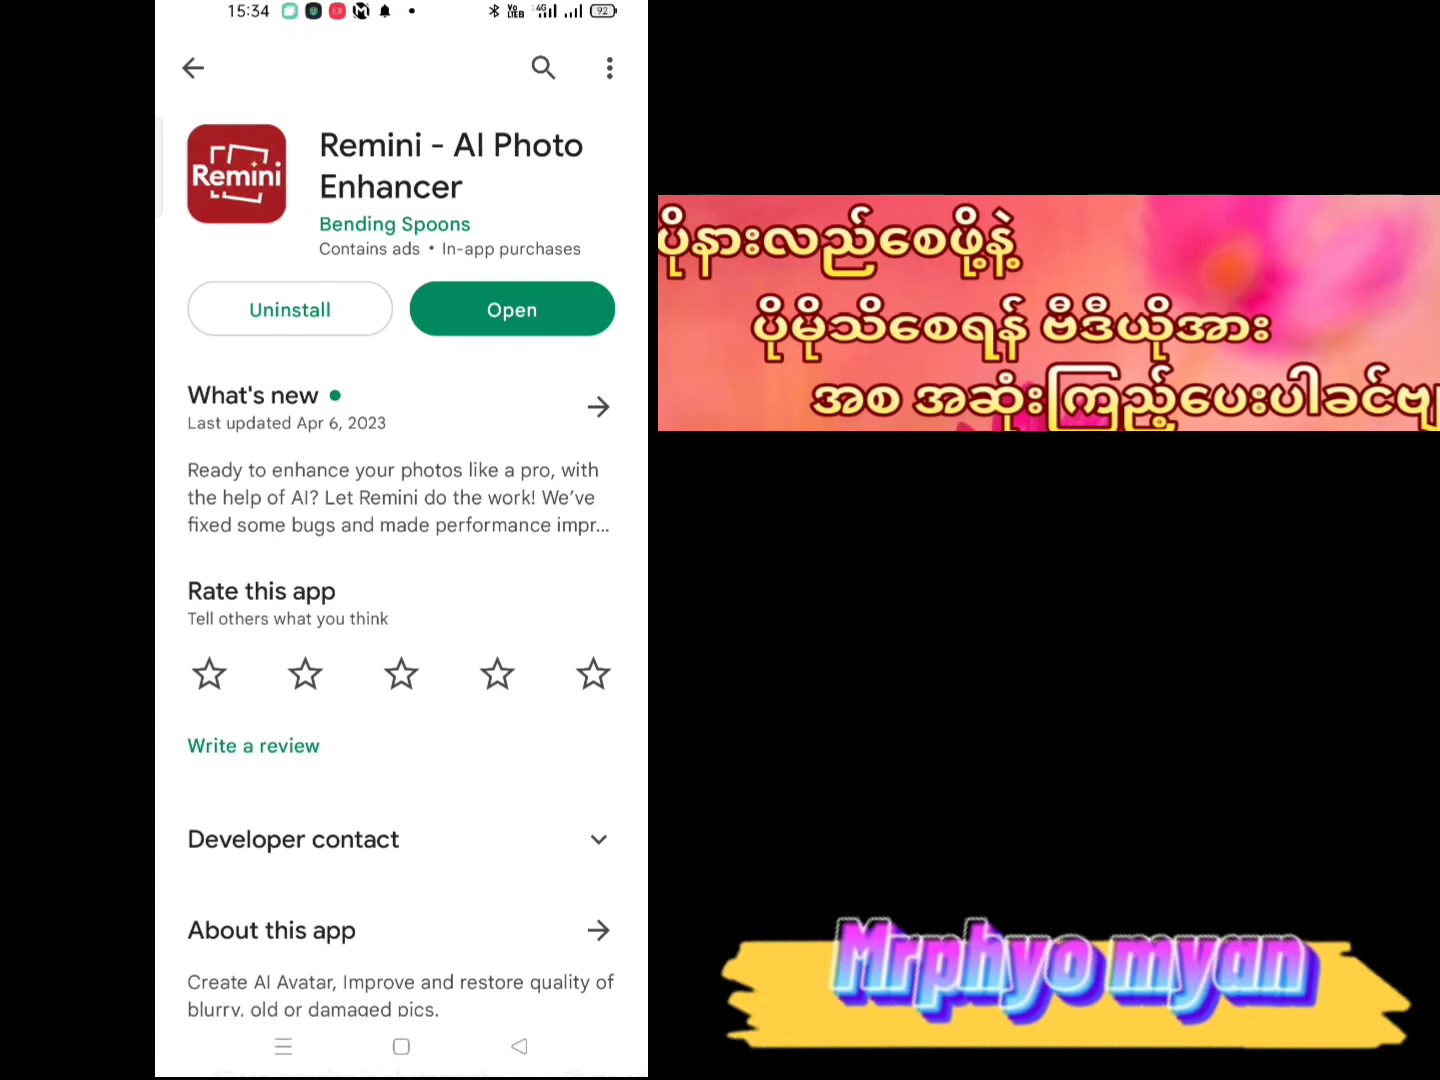 15:34
Vo LTE2 4G 92
Remini
Remini - AI Photo
Enhancer
Bending Spoons
Contains ads • In-app purchases
Uninstall
Open
What's new
Last updated Apr 6, 2023
Ready to enhance your photos like a pro, with
the help of AI? Let Remini do the work! We’ve
fixed some bugs and made performance impr...
Rate this app
Tell others what you think
Write a review
Developer contact
About this app
Create AI Avatar, Improve and restore quality of
blurry, old or damaged pics.
ပိုနားလည်စေဖို့နဲ့
ပိုမိုသိစေရန် ဗီဒီယိုအား
အစ အဆုံးကြည့်ပေးပါခင်ဗျ
Mrphyo myan